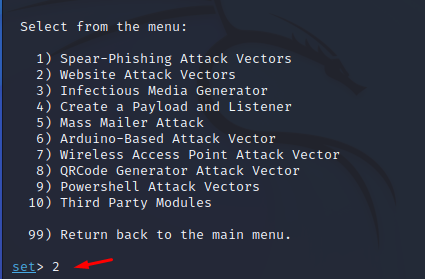 Select from the menu:
1) Spear-Phishing Attack Vectors
2) Website Attack Vectors
3) Infectious Media Generator
4) Create a Payload and Listener
5) Mass Mailer Attack
6) Arduino-Based Attack Vector
7) Wireless Access Point Attack Vector
8) QRCode Generator Attack Vector
9) Powershell Attack Vectors
10) Third Party Modules
99) Return back to the main menu.
set> 2